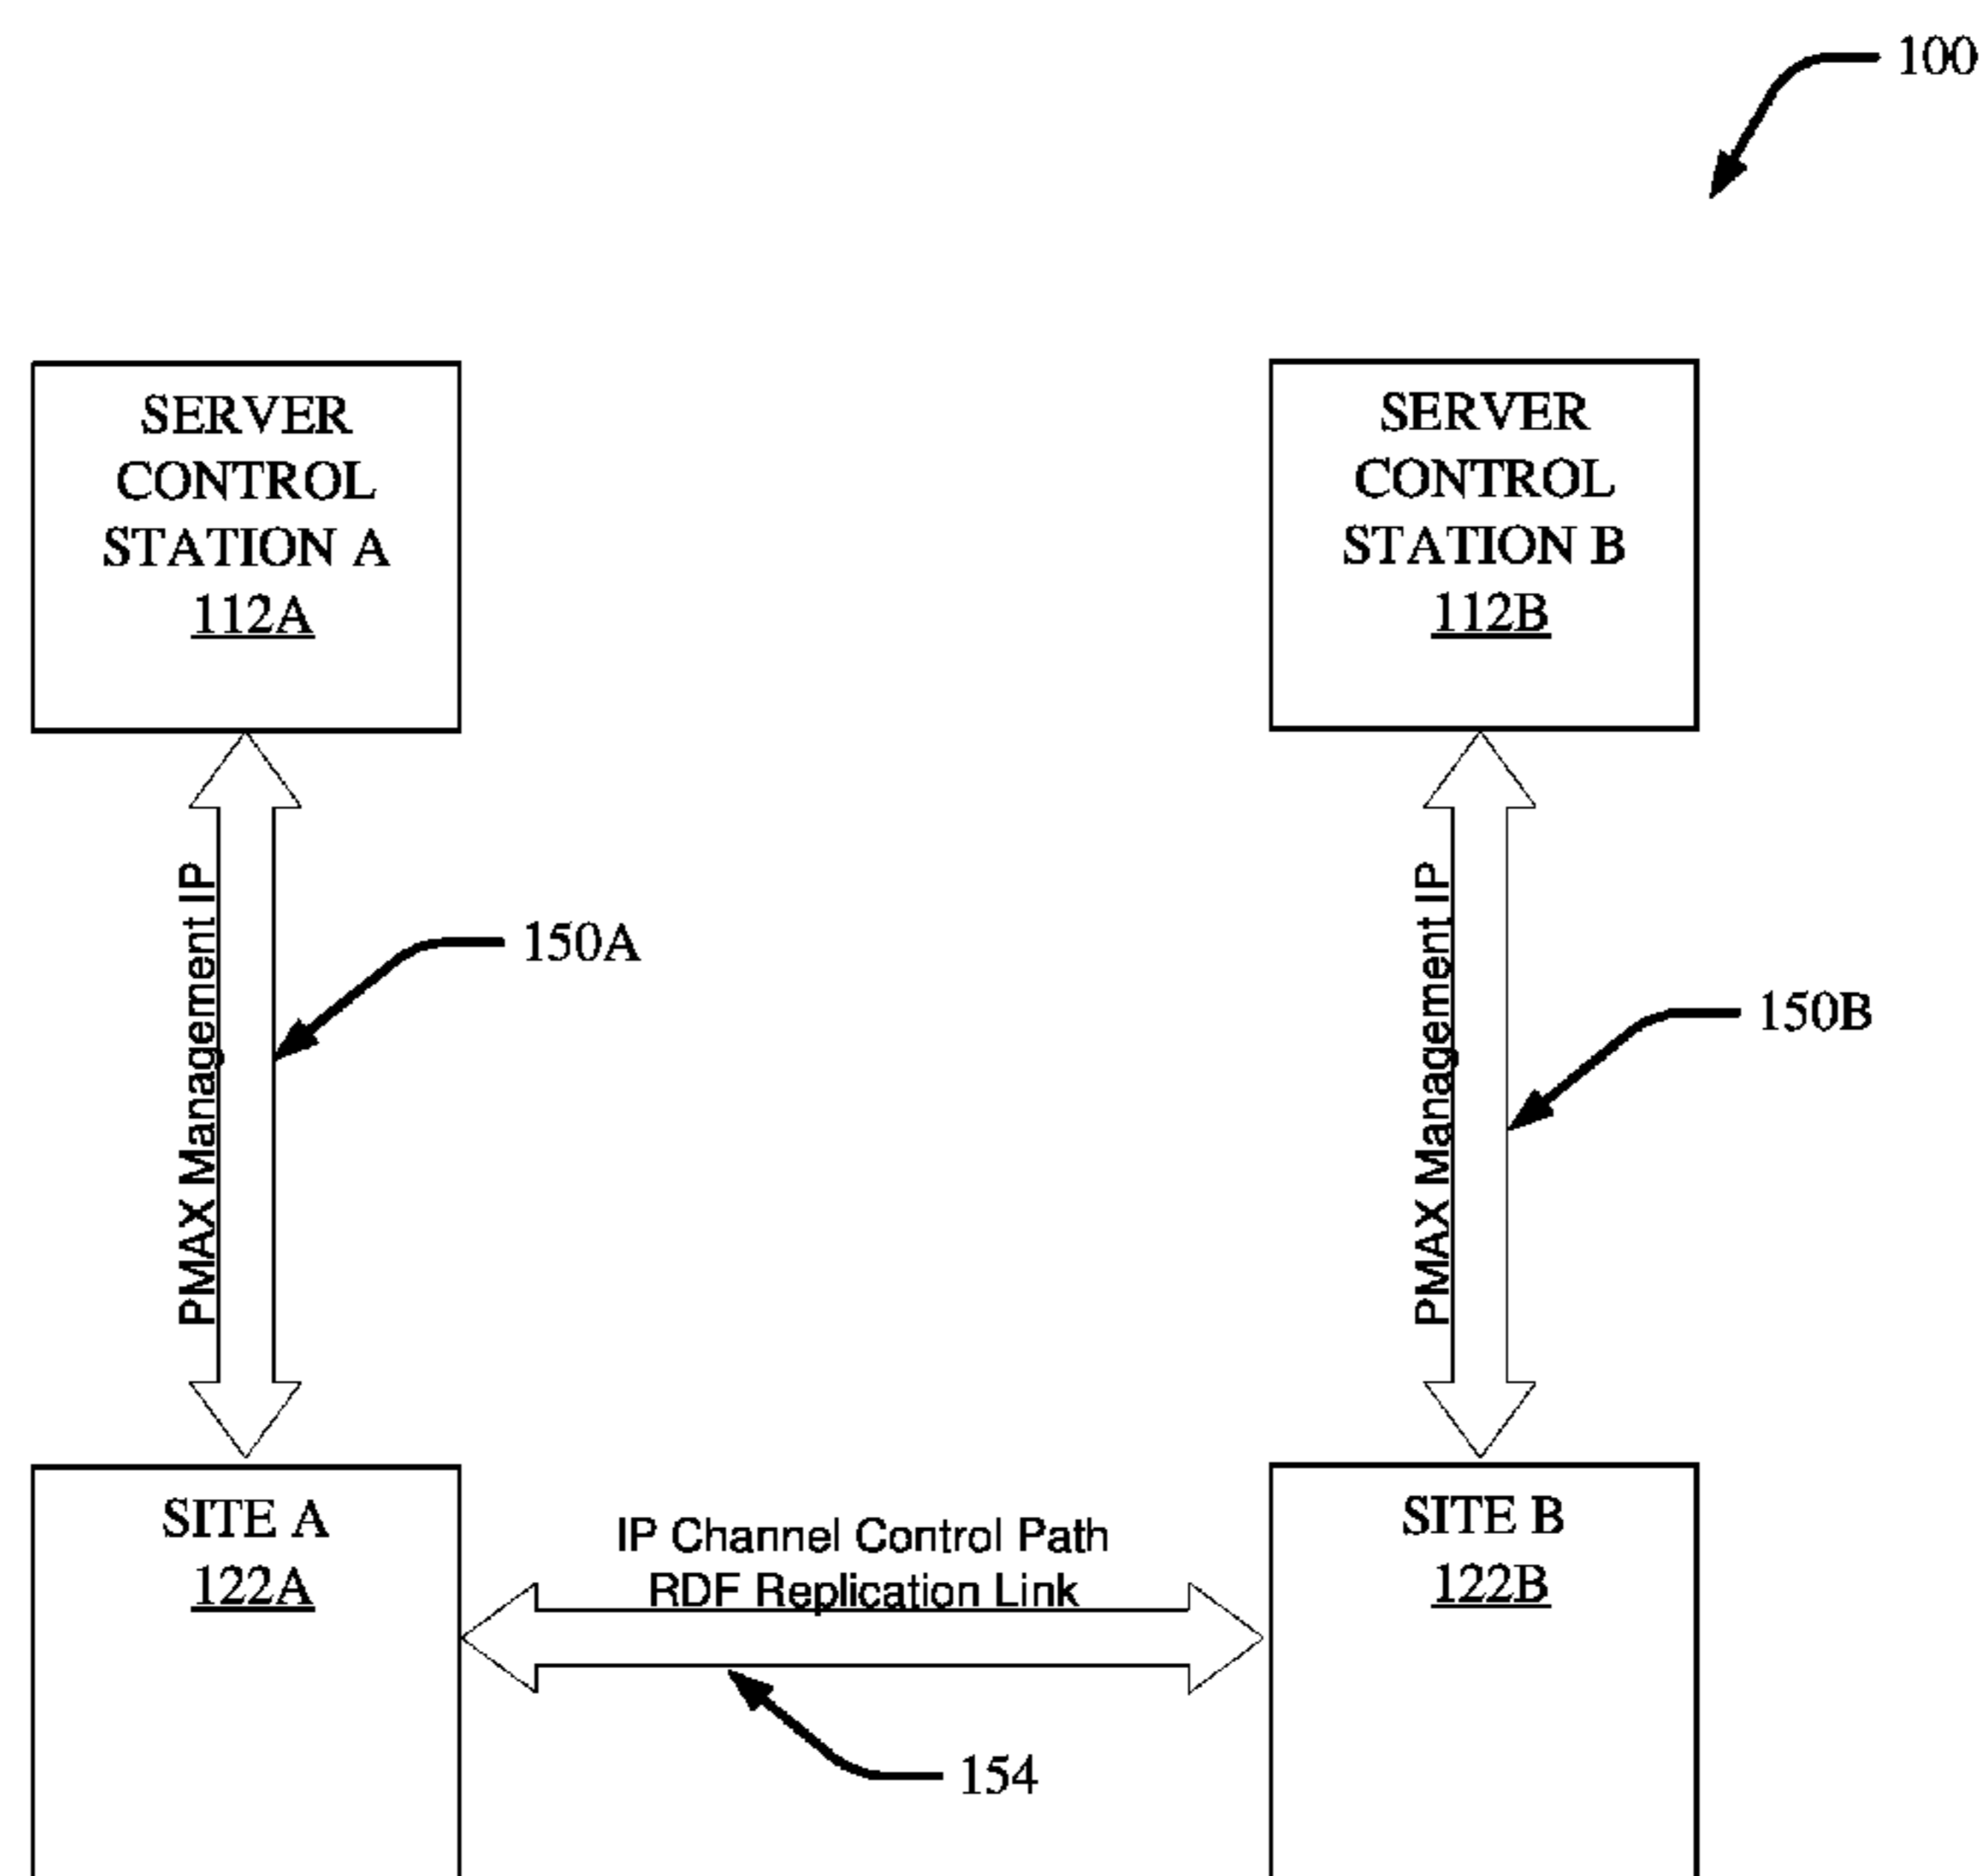 100
SERVER
CONTROL
STATION A
112A
SERVER
CONTROL
STATION B
112B
PMAX Management IP
150A
PMAX Management IP
150B
SITE A
122A
IP Channel Control Path
RDF Replication Link
154
SITE B
122B